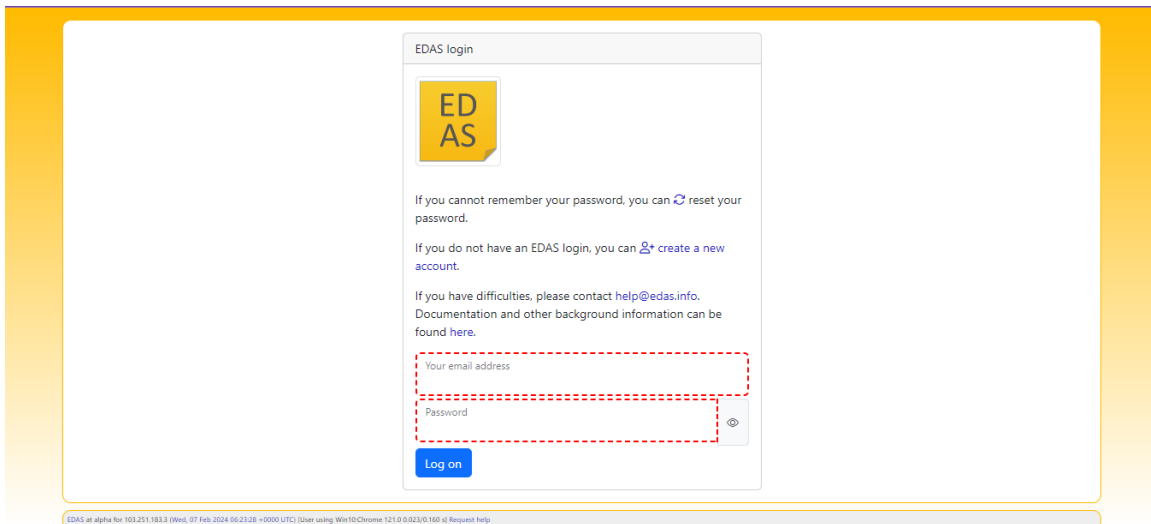 EDAS login
ED
AS
If you cannot remember your password, you can reset your
password.
If you do not have an EDAS login, you can create a new
account.
If you have difficulties, please contact help@edas.info.
Documentation and other background information can be
found here.
Your email address
Password
Log on
EDAS at alpha for 103.251.183.3 (Wed, 07 Feb 2024 06:23:28 +0000 UTC) [User using Win10:Chrome 121.0 0.023/0.160 s] Request help